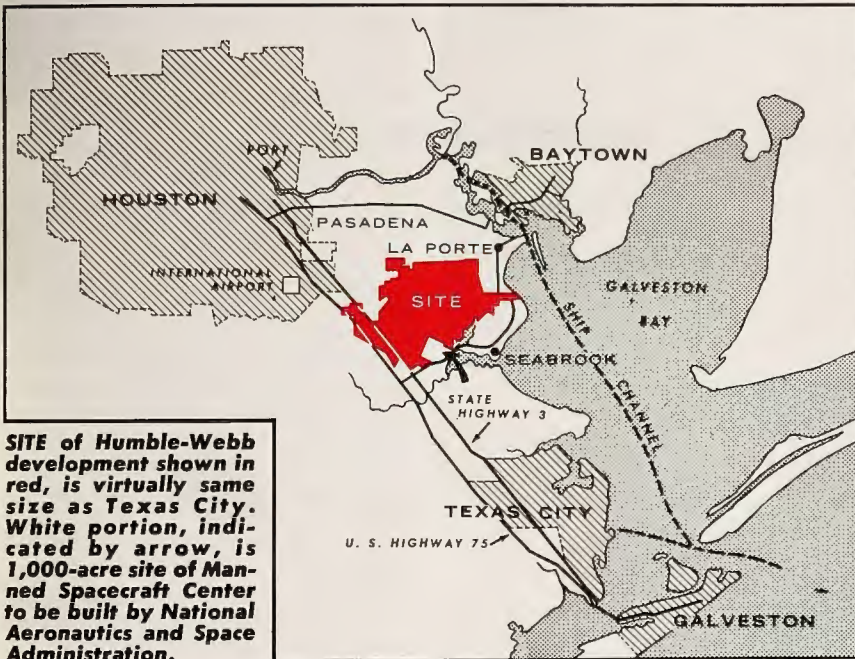 PORT
BAYTOWN
HOUSTON
PASADENA
LA PORTE
INTERNATIONAL
AIRPORT
SITE
GALVESTON
BAY
SHIP
CHANNEL
SEABROOK
STATE
HIGHWAY 3
TEXAS CITY
U. S. HIGHWAY 75
GALVESTON
SITE of Humble-Webb
development shown in
red, is virtually same
size as Texas City.
White portion, indi-
cated by arrow, is
1,000-acre site of Man-
ned Spacecraft Center
to be built by National
Aeronautics and Space
Administration.